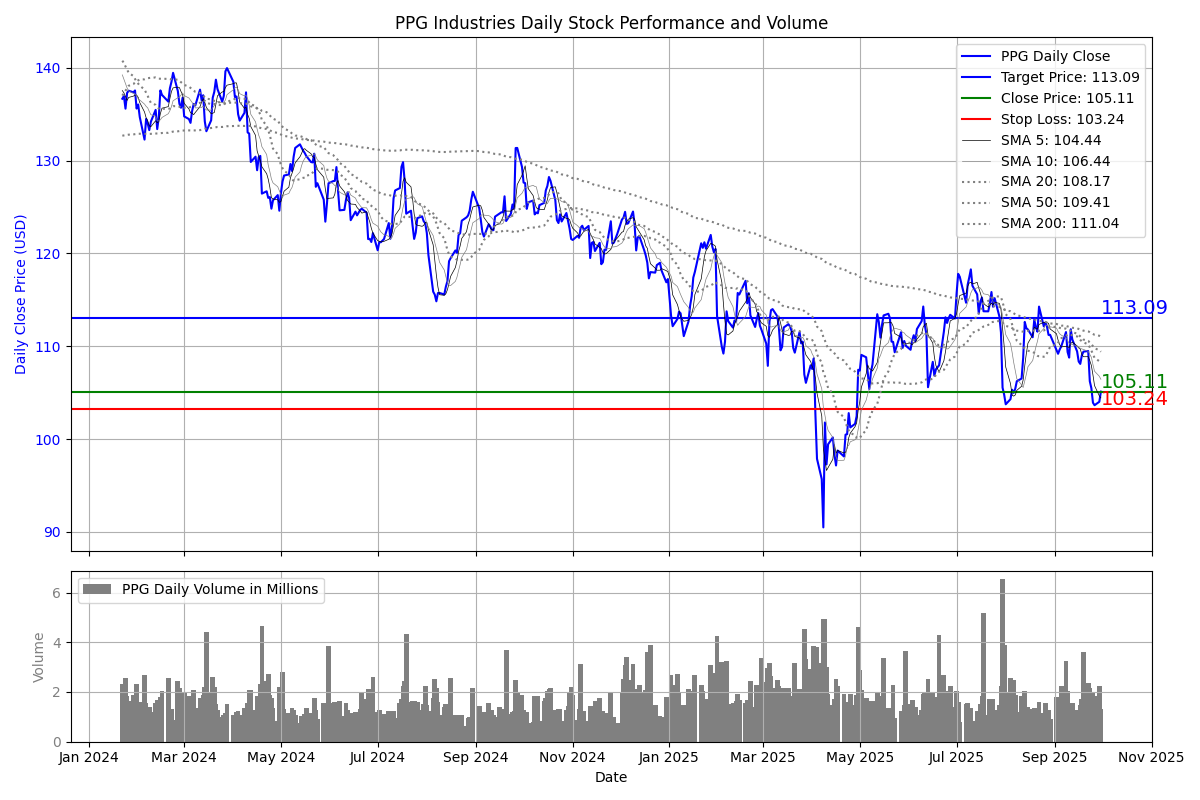 PPG Industries Daily Stock Performance and Volume
Daily Close Price (USD)
140
130
120
110
100
90
PPG Daily Close
Target Price: 113.09
Close Price: 105.11
Stop Loss: 103.24
SMA 5: 104.44
SMA 10: 106.44
SMA 20: 108.17
SMA 50: 109.41
SMA 200: 111.04
113.09
105.11
103.24
PPG Daily Volume in Millions
Volume
6
4
2
0
Jan 2024 Mar 2024 May 2024 Jul 2024 Sep 2024 Nov 2024 Jan 2025 Mar 2025 May 2025 Jul 2025 Sep 2025 Nov 2025
Date